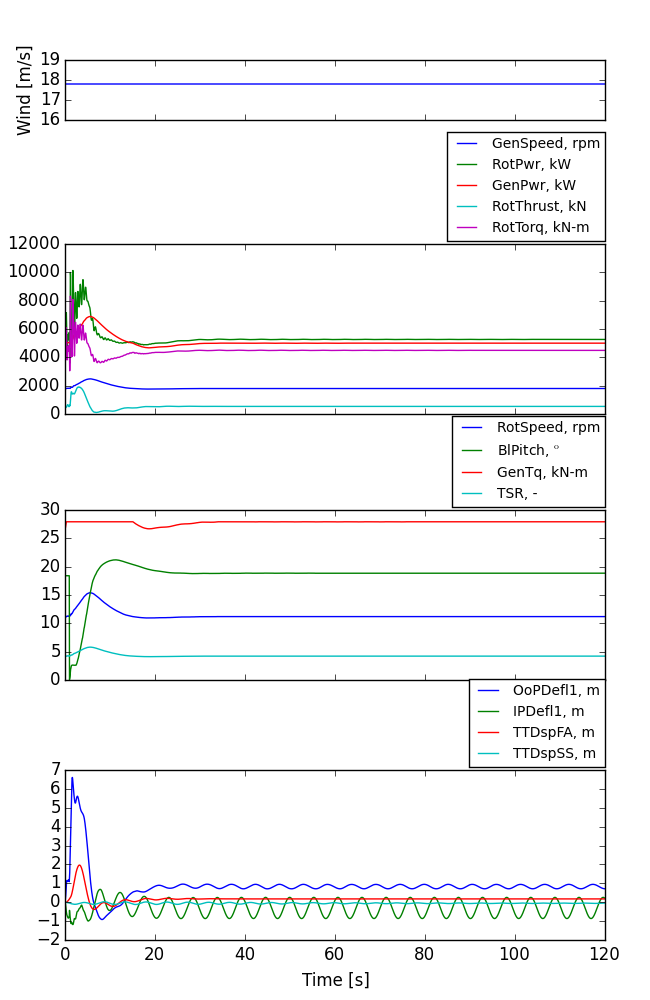 Wind [m/s]
19
18
17
16
GenSpeed, rpm
RotPwr, kW
GenPwr, kW
RotThrust, kN
RotTorq, kN-m
12000
10000
8000
6000
4000
2000
0
RotSpeed, rpm
BlPitch, °
GenTq, kN-m
TSR, -
30
25
20
15
10
5
0
OoPDefl1, m
IPDefl1, m
TTDspFA, m
TTDspSS, m
7
6
5
4
3
2
1
0
−1
−2
0 20 40 60 80 100 120
Time [s]